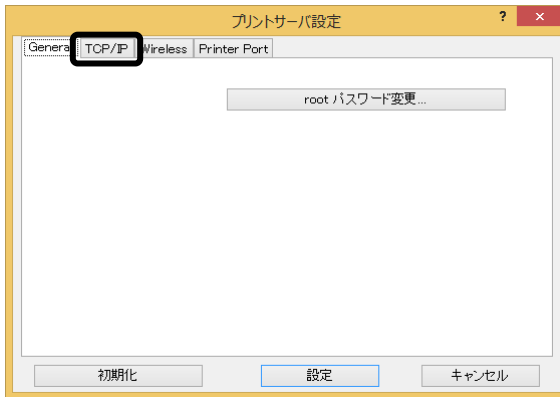 プリントサーバ設定
? ×
General TCP/IP Wireless Printer Port
root パスワード変更...
初期化 設定 キャンセル